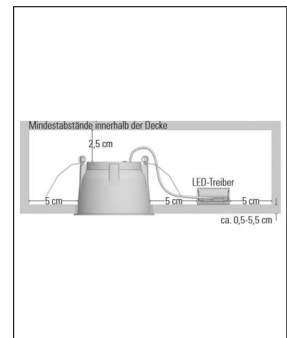 Mindestabstände innerhalb der Decke
2,5 cm
LED-Treiber
5 cm
5 cm
5 cm
ca. 0,5-5,5 cm